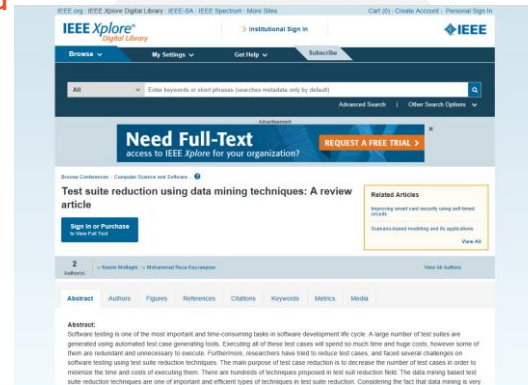 IEEE.org | IEEE Xplore Digital Library | IEEE-SA | IEEE Spectrum | More Sites
Cart (0) | Create Account | Personal Sign In
IEEE Xplore®
Digital Library
> Institutional Sign In
IEEE
Browse
My Settings
Get Help
Subscribe
All
Enter keywords or short phrases (searches metadata only by default)
Advanced Search | Other Search Options
Advertisement
Need Full-Text
access to IEEE Xplore for your organization?
REQUEST A FREE TRIAL >
Browse Conferences > Computer Science and Software...
Test suite reduction using data mining techniques: A review
article
Sign In or Purchase
to View Full Text
Related Articles
Improving smart card security using self-timed
circuits
Scenario-based modeling and its applications
View All
2
Author(s)
Mohammad Reza Keyvanpour
View All Authors
Abstract
Authors
Figures
References
Citations
Keywords
Metrics
Media
Abstract:
Software testing is one of the most important and time-consuming tasks in software development life cycle. A large number of test suites are
generated using automated test case generating tools. Executing all of these test cases will spend so much time and huge costs, however some of
them are redundant and unnecessary to execute. Furthermore, researchers have tried to reduce test cases, and faced several challenges on
software testing using test suite reduction techniques. The main purpose of test case reduction is to decrease the number of test cases in order to
minimize the time and costs of executing them. There are hundreds of techniques proposed in test suit reduction field. The data mining based test
suite reduction techniques are one of important and efficient types of techniques in test suite reduction. Considering the fact that data mining is very